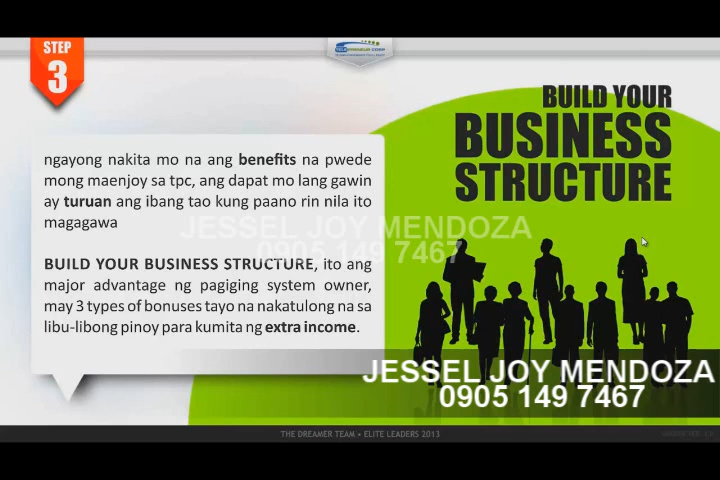 STEP
3
BUILD YOUR
BUSINESS
STRUCTURE
ngayong nakita mo na ang benefits na pwede
mong maenjoy sa tpc, ang dapat mo lang gawin
ay turuan ang ibang tao kung paano rin nila ito
magagawa
JESSEL JOY MENDOZA
0905 149 7467
BUILD YOUR BUSINESS STRUCTURE, ito ang
major advantage ng pagiging system owner,
may 3 types of bonuses tayo na nakatulong na sa
libu-libong pinoy para kumita ng extra income.
JESSEL JOY MENDOZA
0905 149 7467
THE DREAMER TEAM • ELITE LEADERS 2013